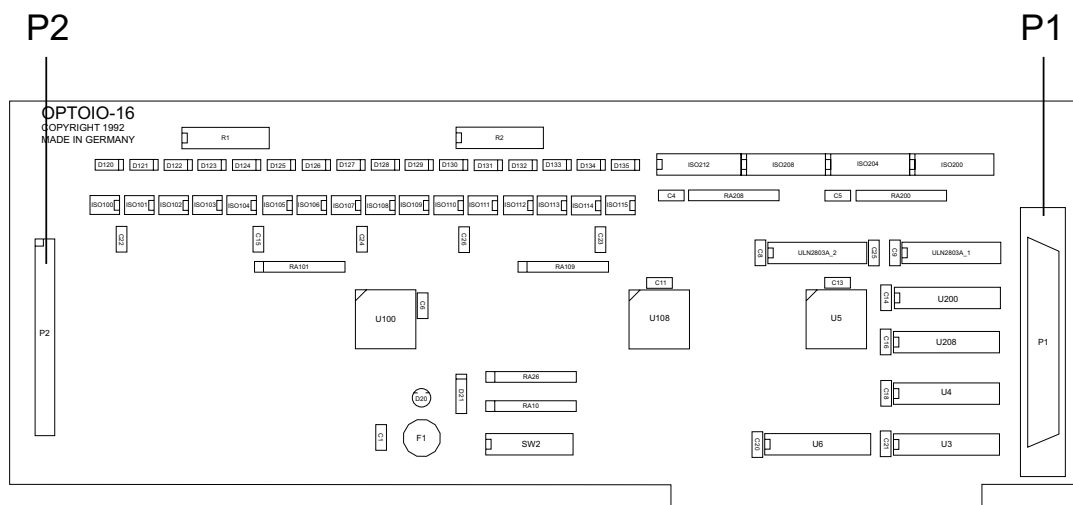 P2 P1
OPTOIO-16
COPYRIGHT 1992
MADE IN GERMANY
R1 R2
D120 D121 D122 D123 D124 D125 D126 D127 D128 D129 D130 D131 D132 D133 D134 D135
ISO212 ISO208 ISO204 ISO200
C4 RA208 C5 RA200
ISO100 ISO101 ISO102 ISO103 ISO104 ISO105 ISO106 ISO107 ISO108 ISO109 ISO110 ISO111 ISO112 ISO113 ISO114 ISO115
C22 C15 C24 C26 C23
C8 ULN2803A_2 C25 C9 ULN2803A_1
RA101 RA109
C11 C13
C6 C14 U200
U100 U108 U5
P2 C16 U208 P1
RA26
D20 D21 C18 U4
RA10
C1 F1 SW2 C20 U6 C21 U3